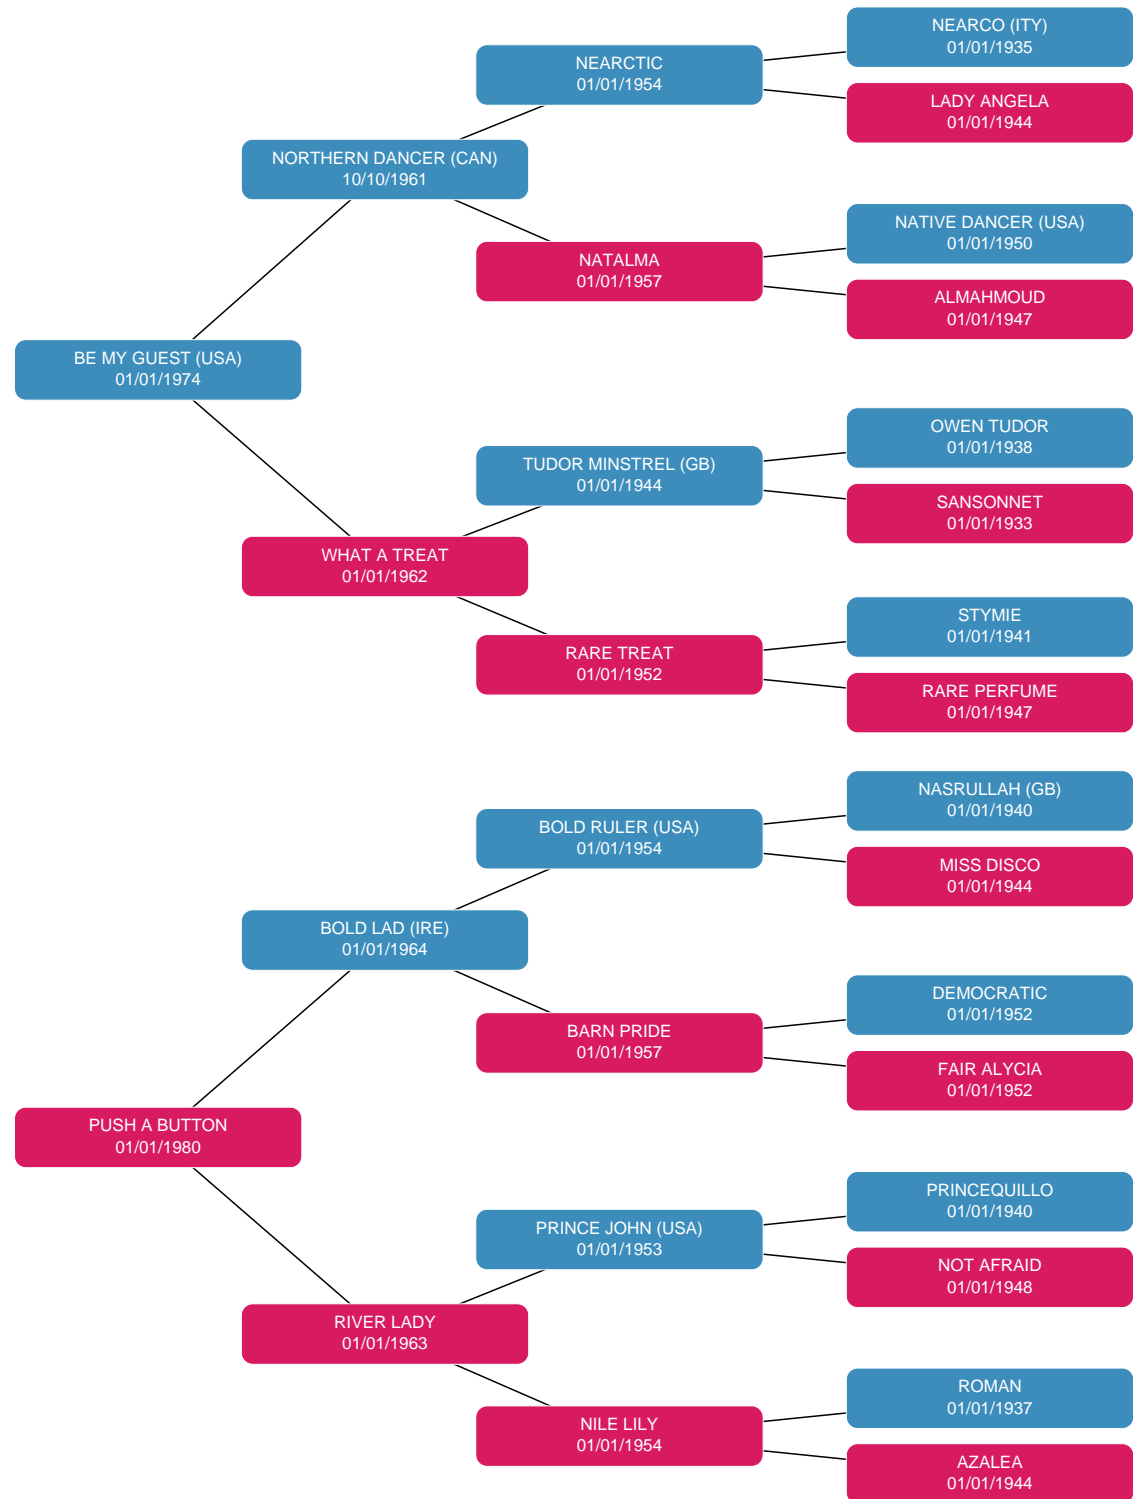 NEARCO (ITY)
01/01/1935
NEARCTIC
01/01/1954
LADY ANGELA
01/01/1944
NORTHERN DANCER (CAN)
10/10/1961
NATIVE DANCER (USA)
01/01/1950
NATALMA
01/01/1957
ALMAHMOUD
01/01/1947
BE MY GUEST (USA)
01/01/1974
OWEN TUDOR
01/01/1938
TUDOR MINSTREL (GB)
01/01/1944
SANSONNET
01/01/1933
WHAT A TREAT
01/01/1962
STYMIE
01/01/1941
RARE TREAT
01/01/1952
RARE PERFUME
01/01/1947
NASRULLAH (GB)
01/01/1940
BOLD RULER (USA)
01/01/1954
MISS DISCO
01/01/1944
BOLD LAD (IRE)
01/01/1964
DEMOCRATIC
01/01/1952
BARN PRIDE
01/01/1957
FAIR ALYCIA
01/01/1952
PUSH A BUTTON
01/01/1980
PRINCEQUILLO
01/01/1940
PRINCE JOHN (USA)
01/01/1953
NOT AFRAID
01/01/1948
RIVER LADY
01/01/1963
ROMAN
01/01/1937
NILE LILY
01/01/1954
AZALEA
01/01/1944